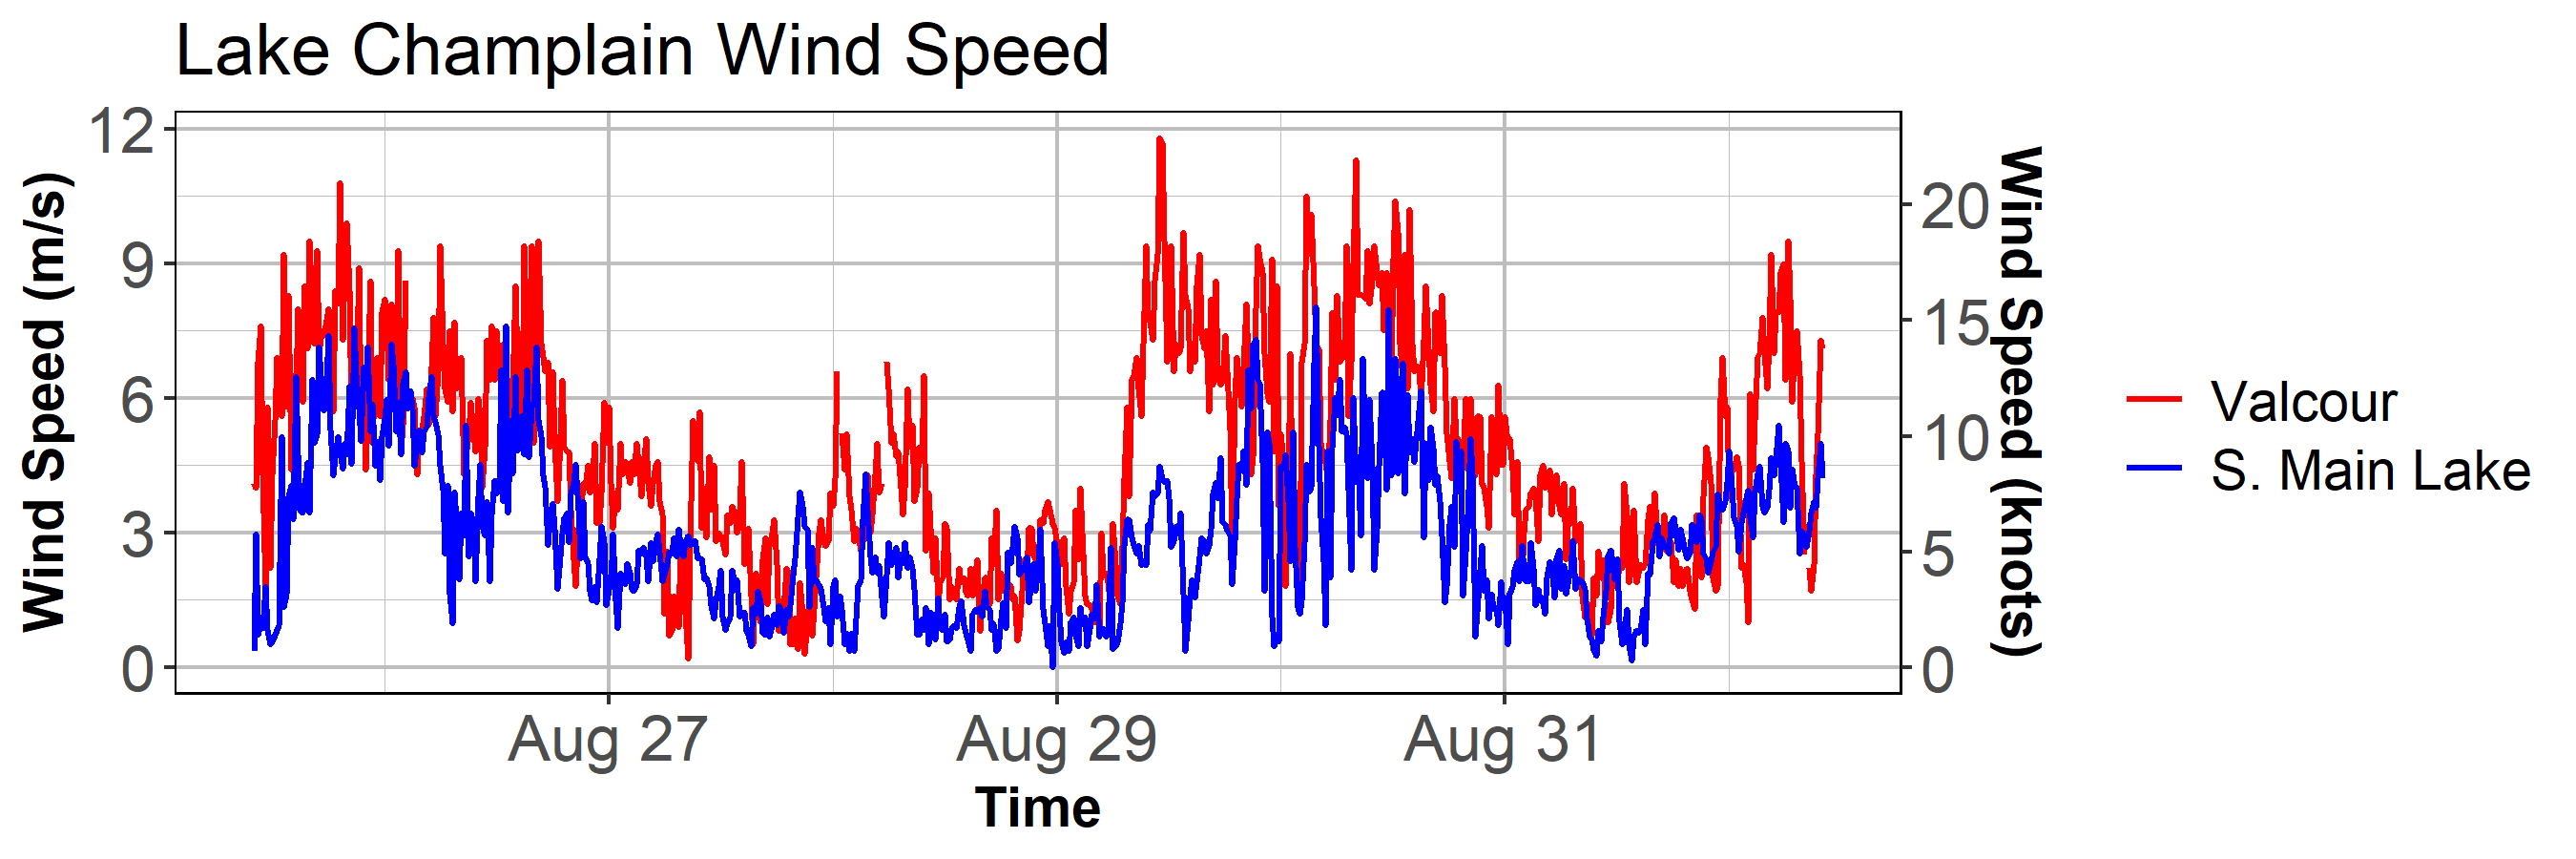 Lake Champlain Wind Speed
Wind Speed (m/s)
12
9
6
3
0
20
15
10
5
0
Wind Speed (knots)
Aug 27
Aug 29
Aug 31
Time
Valcour
S. Main Lake